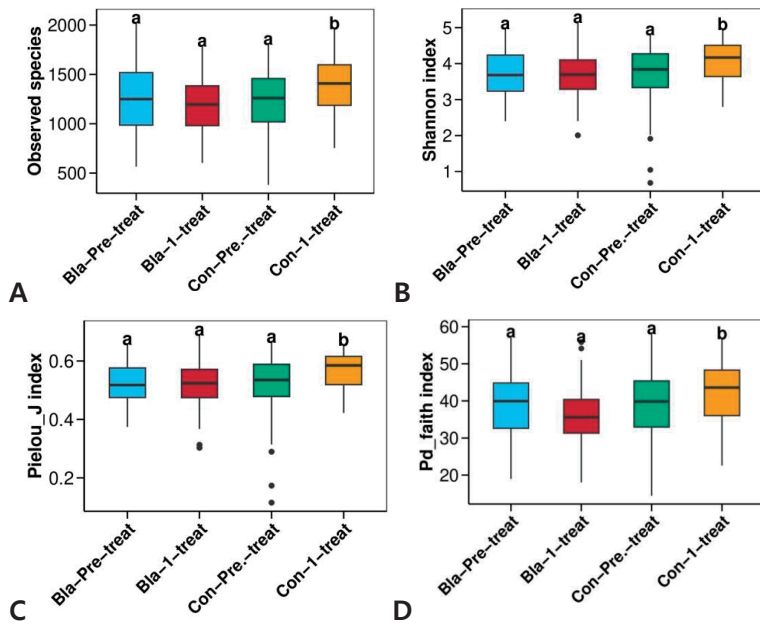 Observed species
2000
1500
1000
500
a
a
a
b
Bla-Pre-treat
Bla-1-treat
Con-Pre.-treat
Con-1-treat
A
Shannon index
5
4
3
2
1
a
a
a
b
Bla-Pre-treat
Bla-1-treat
Con-Pre.-treat
Con-1-treat
B
Pielou_J index
0.6
0.4
0.2
a
a
a
b
Bla-Pre-treat
Bla-1-treat
Con-Pre.-treat
Con-1-treat
C
Pd_faith index
60
50
40
30
20
a
a
a
b
Bla-Pre-treat
Bla-1-treat
Con-Pre.-treat
Con-1-treat
D